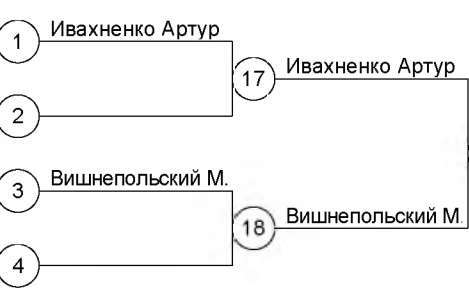 1 Ивахненко Артур
17 Ивахненко Артур
2
3 Вишнепольский М.
18 Вишнепольский М.
4